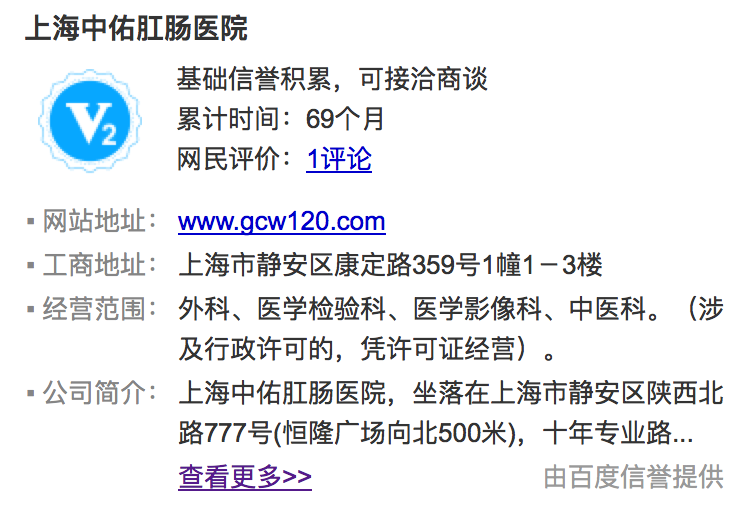 上海中佑肛肠医院
V2
基础信誉积累，可接洽商谈
累计时间：69个月
网民评价：1评论
▪ 网站地址：www.gcw120.com
▪ 工商地址：上海市静安区康定路359号1幢1－3楼
▪ 经营范围：外科、医学检验科、医学影像科、中医科。（涉
及行政许可的，凭许可证经营）。
▪ 公司简介：上海中佑肛肠医院，坐落在上海市静安区陕西北
路777号(恒隆广场向北500米)，十年专业路...
查看更多>> 由百度信誉提供